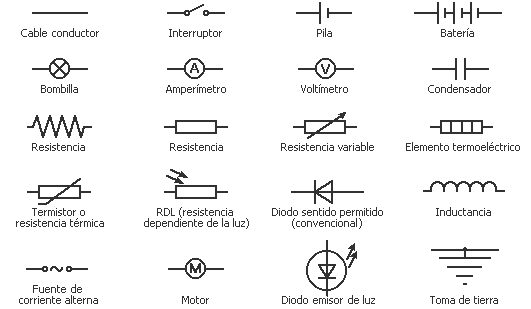 Cable conductor
Interruptor
Pila
Batería
A
V
Bombilla
Amperímetro
Voltímetro
Condensador
Resistencia
Resistencia
Resistencia variable
Elemento termoeléctrico
Termistor o
resistencia térmica
RDL (resistencia
dependiente de la luz)
Diodo sentido permitido
(convencional)
Inductancia
M
Fuente de
corriente alterna
Motor
Diodo emisor de luz
Toma de tierra